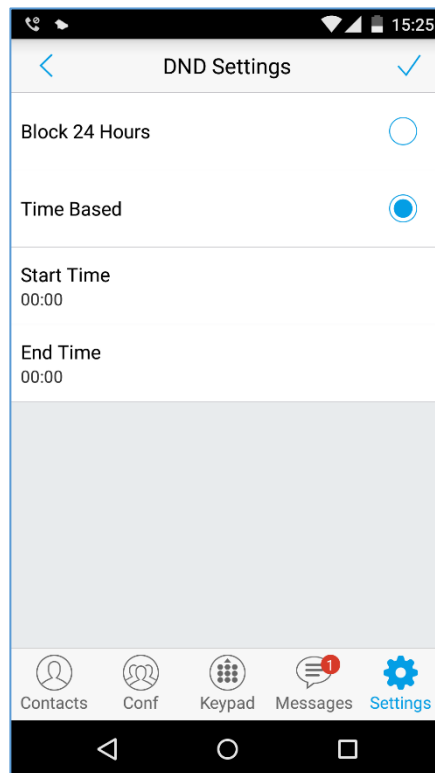 15:25
DND Settings
Block 24 Hours
Time Based
Start Time
00:00
End Time
00:00
1
Contacts Conf Keypad Messages Settings